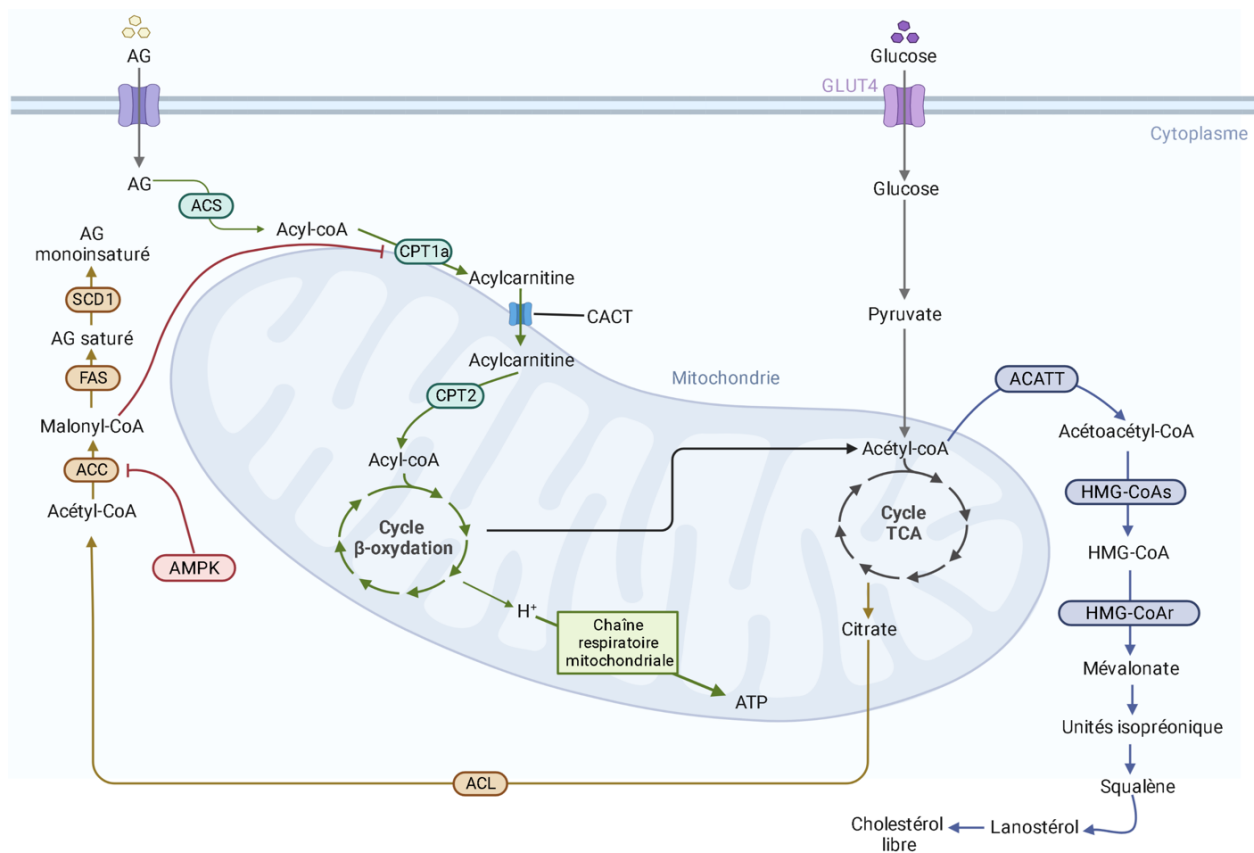 AG
Glucose
GLUT4
Cytoplasme
AG
Glucose
ACS
Acyl-coA
CPT1a
AG
monoinsaturé
SCD1
AG saturé
FAS
Malonyl-CoA
ACC
Acétyl-CoA
AMPK
Acylcarnitine
CACT
Acylcarnitine
CPT2
Acyl-coA
Cycle
β-oxydation
H+
Chaîne
respiratoire
mitochondriale
ATP
Mitochondrie
Pyruvate
Acétyl-coA
Cycle
TCA
Citrate
ACL
ACATT
Acétoacétyl-CoA
HMG-CoAs
HMG-CoA
HMG-CoAr
Mévalonate
Unités isopréonique
Squalène
Lanostérol
Cholestérol
libre